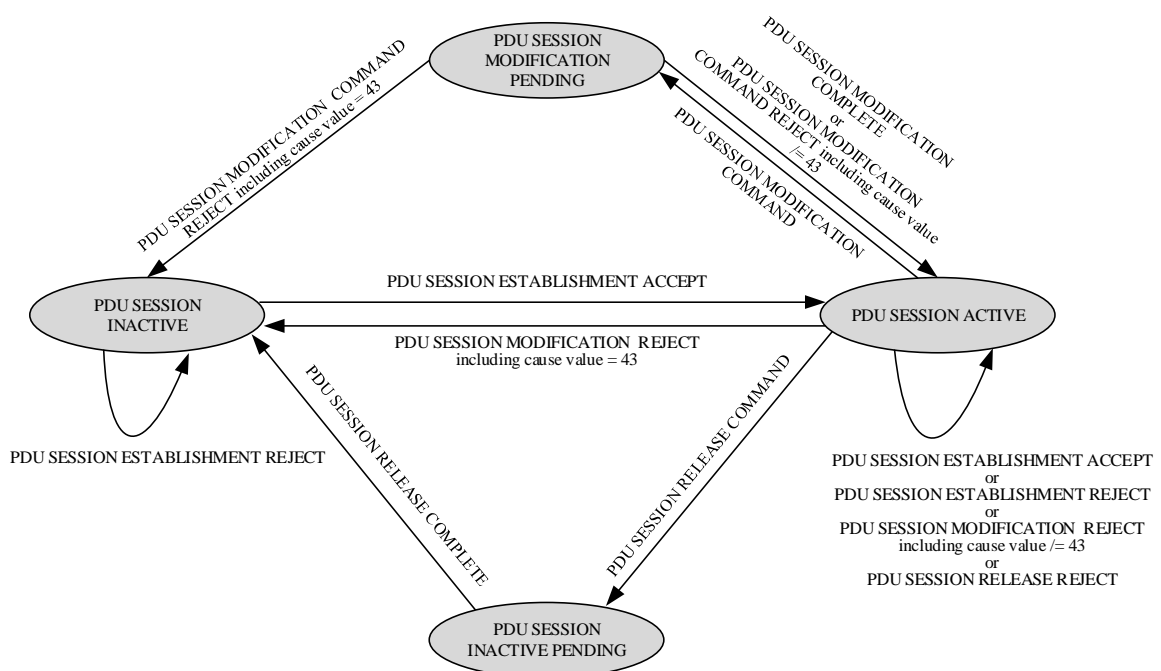 PDU SESSION
MODIFICATION
PENDING
PDU SESSION MODIFICATION  COMMAND
REJECT including cause value = 43
PDU SESSION MODIFICATION
COMPLETE
or
PDU SESSION MODIFICATION
COMMAND REJECT including cause value
/= 43
PDU SESSION MODIFICATION
COMMAND
PDU SESSION
INACTIVE
PDU SESSION ESTABLISHMENT ACCEPT
PDU SESSION ACTIVE
PDU SESSION MODIFICATION  REJECT
including cause value = 43
PDU SESSION ESTABLISHMENT REJECT
PDU SESSION RELEASE COMPLETE
PDU SESSION RELEASE COMMAND
PDU SESSION ESTABLISHMENT ACCEPT
or
PDU SESSION ESTABLISHMENT REJECT
or
PDU SESSION MODIFICATION  REJECT
including cause value /= 43
or
PDU SESSION RELEASE REJECT
PDU SESSION
INACTIVE PENDING